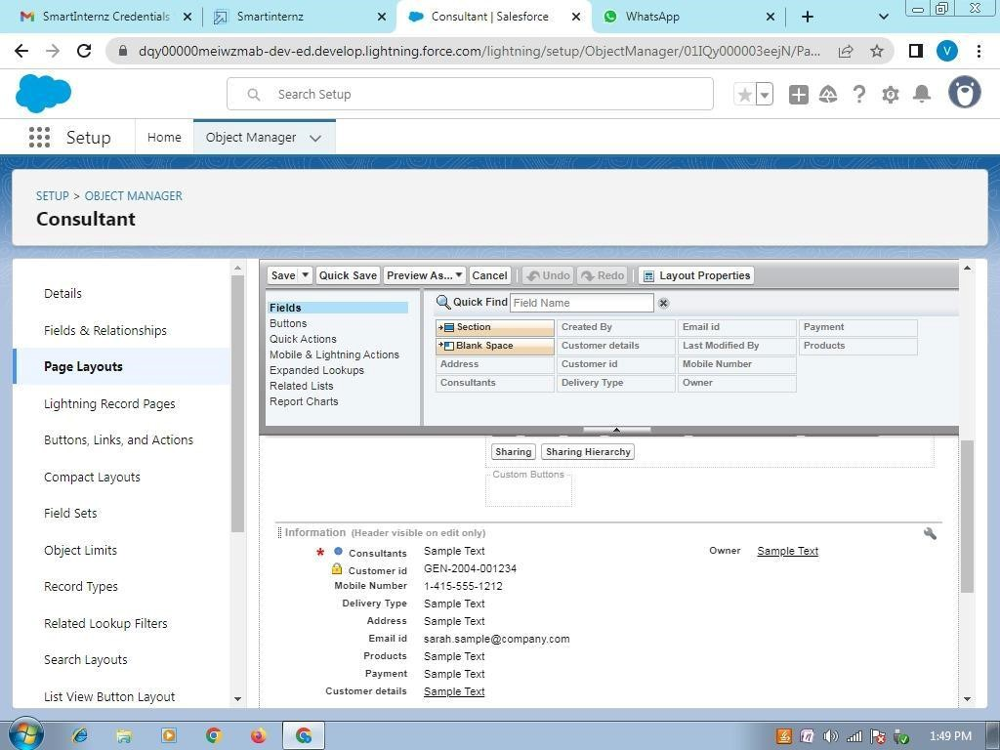 SmartInternz Credentials
Smartinternz
Consultant | Salesforce
WhatsApp
dqy00000meiwzmab-dev-ed.develop.lightning.force.com/lightning/setup/ObjectManager/01IQy000003eejN/Pa...
V
Search Setup
Setup
Home
Object Manager
SETUP > OBJECT MANAGER
Consultant
Details
Fields & Relationships
Page Layouts
Lightning Record Pages
Buttons, Links, and Actions
Compact Layouts
Field Sets
Object Limits
Record Types
Related Lookup Filters
Search Layouts
List View Button Layout
Save Quick Save Preview As... Cancel Undo Redo Layout Properties
Fields
Buttons
Quick Actions
Mobile & Lightning Actions
Expanded Lookups
Related Lists
Report Charts
Quick Find Field Name
Section Created By Email id Payment
Blank Space Customer details Last Modified By Products
Address Customer id Mobile Number
Consultants Delivery Type Owner
Sharing Sharing Hierarchy
Custom Buttons
Information (Header visible on edit only)
* Consultants Sample Text Owner Sample Text
Customer id GEN-2004-001234
Mobile Number 1-415-555-1212
Delivery Type Sample Text
Address Sample Text
Email id sarah.sample@company.com
Products Sample Text
Payment Sample Text
Customer details Sample Text
1:49 PM